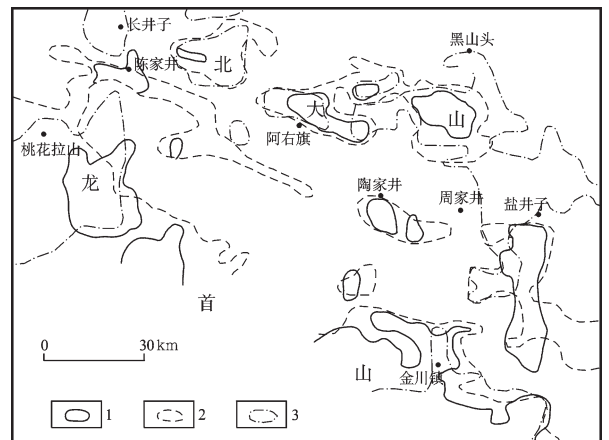 长井子
陈家井
北
黑山头
大
山
阿右旗
桃花拉山
龙
陶家井
周家井
盐井子
首
山
金川镇
0 30 km
1 2 3